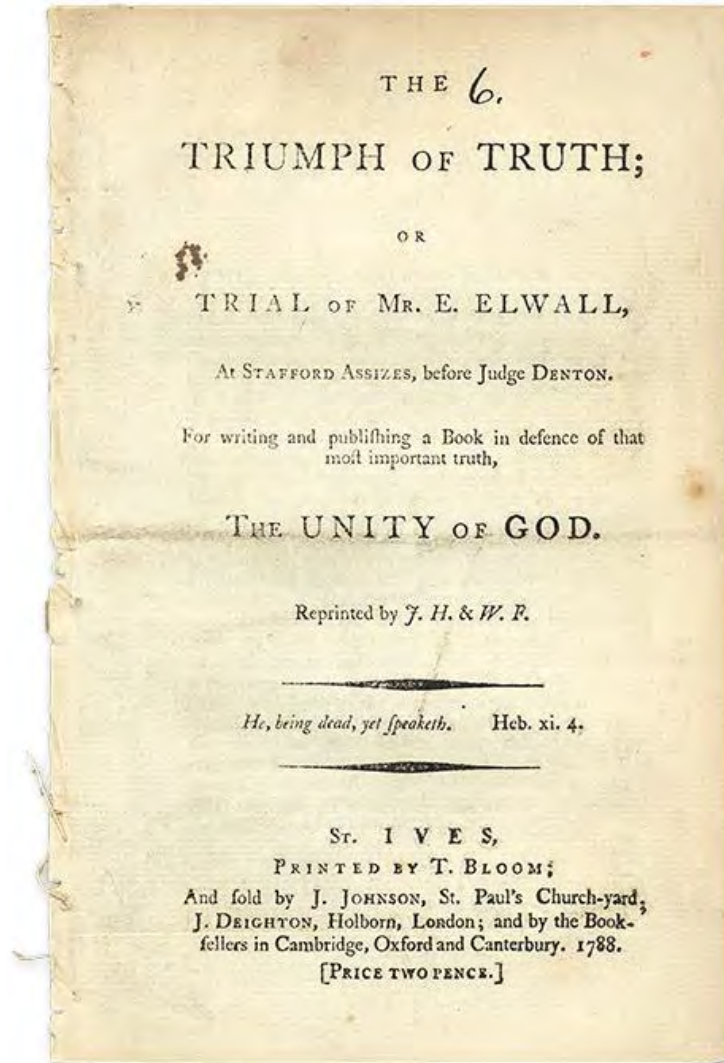 THE 6.
TRIUMPH OF TRUTH;
OR
TRIAL OF MR. E. ELWALL,
At STAFFORD ASSIZES, before Judge DENTON.
For writing and publiſhing a Book in defence of that
moſt important truth,
THE UNITY OF GOD.
Reprinted by J. H. & W. F.
He, being dead, yet ſpeaketh. Heb. xi. 4.
ST. IVES,
PRINTED BY T. BLOOM;
And ſold by J. JOHNSON, St. Paul's Church-yard,
J. DEIGHTON, Holborn, London; and by the Book-
ſellers in Cambridge, Oxford and Canterbury. 1788.
[PRICE TWO PENCE.]